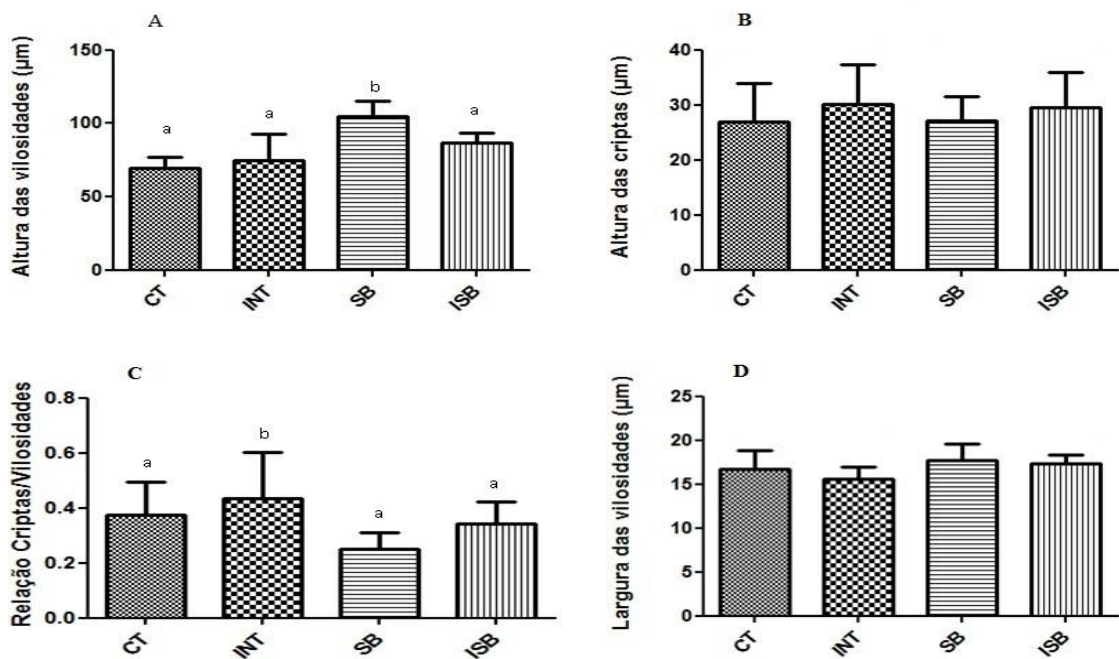 A
Altura das vilosidades (µm)
150
100
50
0
a
a
b
a
CT
INT
SB
ISB
B
Altura das criptas (µm)
40
30
20
10
0
CT
INT
SB
ISB
C
Relação Criptas/Vilosidades
0.8
0.6
0.4
0.2
0.0
a
b
a
a
CT
INT
SB
ISB
D
Largura das vilosidades (µm)
25
20
15
10
5
0
CT
INT
SB
ISB